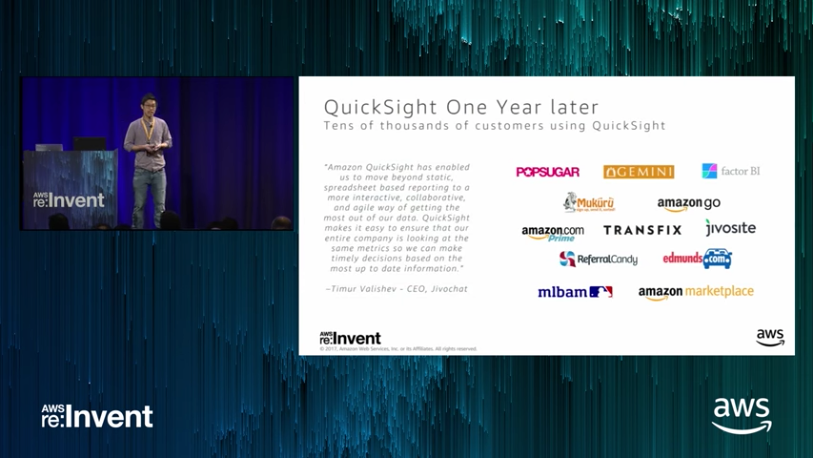 AWS
re:Invent
QuickSight One Year later
Tens of thousands of customers using QuickSight
"Amazon QuickSight has enabled
us to move beyond static,
spreadsheet based reporting to a
more interactive, collaborative,
and agile way of getting the
most out of our data. QuickSight
makes it easy to ensure that our
entire company is looking at the
same metrics so we can make
timely decisions based on the
most up to date information."
–Timur Valishev - CEO, Jivochat
POPSUGAR GEMINI factor BI
Mukūrū amazon go
amazon.com Prime TRANSFIX jivosite
ReferralCandy edmunds.com
mlbam amazon marketplace
AWS
re:Invent
© 2017, Amazon Web Services, Inc. or its Affiliates. All rights reserved.
aws
AWS
re:Invent
aws